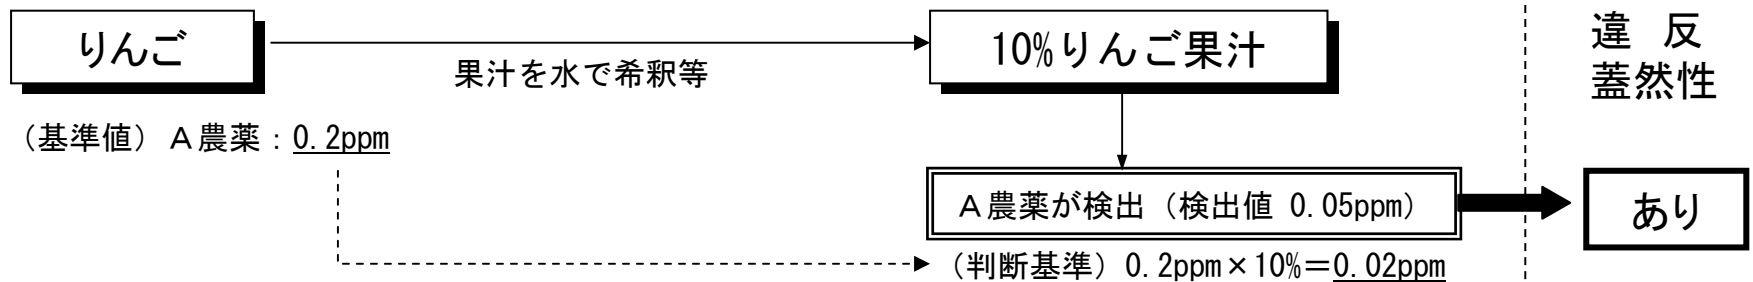 りんご
果汁を水で希釈等
10%りんご果汁
違 反
蓋然性
（基準値）Ａ農薬：0.2ppm
Ａ農薬が検出（検出値 0.05ppm）
あり
（判断基準）0.2ppm×10%＝0.02ppm